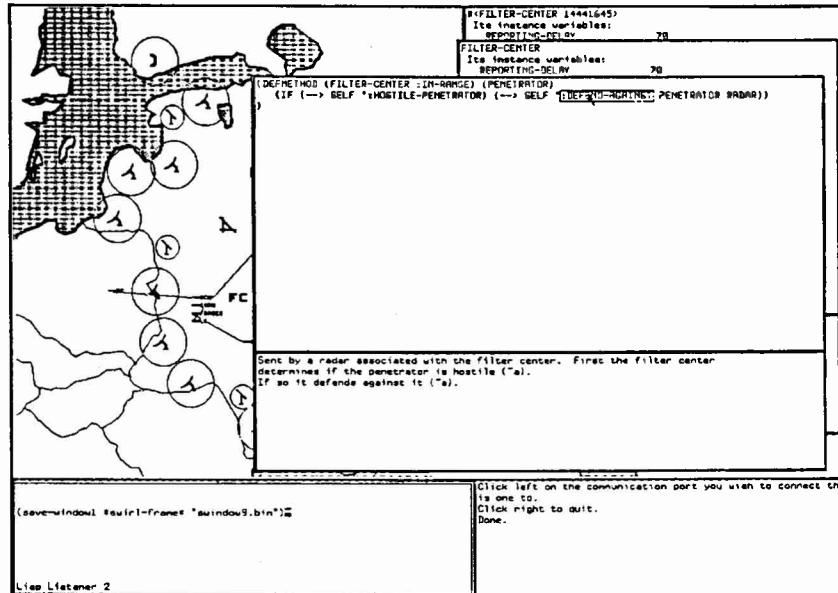 #<FILTER-CENTER 14441645>
Its instance variables:
REPORTING-DELAY 70
FILTER-CENTER
Its instance variables:
REPORTING-DELAY 70
(DEFMETHOD (FILTER-CENTER :IN-RANGE) (PENETRATOR)
(IF (--> SELF ':HOSTILE-PENETRATOR) (--> SELF ':DEFEND-AGAINST PENETRATOR RADAR))
)
FC
Sent by a radar associated with the filter center. First the filter center
determines if the penetrator is hostile (~a).
If so it defends against it (~a).
(save-window1 *swirl-frame* "swindow9.bin")
Lisp Listener 2
Click left on the communication port you wish to connect th
is one to.
Click right to quit.
Done.